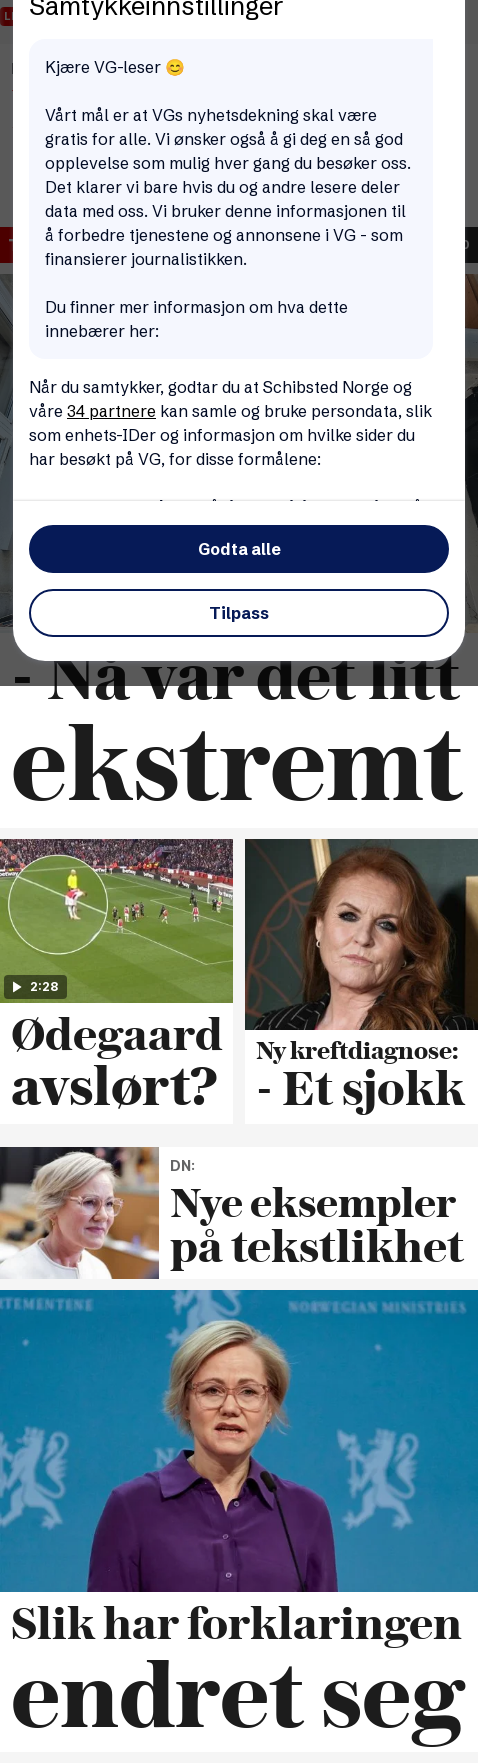 Samtykkeinnstillinger
Kjære VG-leser 😊
Vårt mål er at VGs nyhetsdekning skal være
gratis for alle. Vi ønsker også å gi deg en så god
opplevelse som mulig hver gang du besøker oss.
Det klarer vi bare hvis du og andre lesere deler
data med oss. Vi bruker denne informasjonen til
å forbedre tjenestene og annonsene i VG - som
finansierer journalistikken.
Du finner mer informasjon om hva dette
innebærer her:
Når du samtykker, godtar du at Schibsted Norge og
våre 34 partnere kan samle og bruke persondata, slik
som enhets-IDer og informasjon om hvilke sider du
har besøkt på VG, for disse formålene:
Godta alle
Tilpass
- Nå var det litt
ekstremt
2:28
Ødegaard
avslørt?
Ny kreftdiagnose:
- Et sjokk
DN:
Nye eksempler
på tekstlikhet
NORWEGIAN MINISTRIES
Slik har forklaringen
endret seg